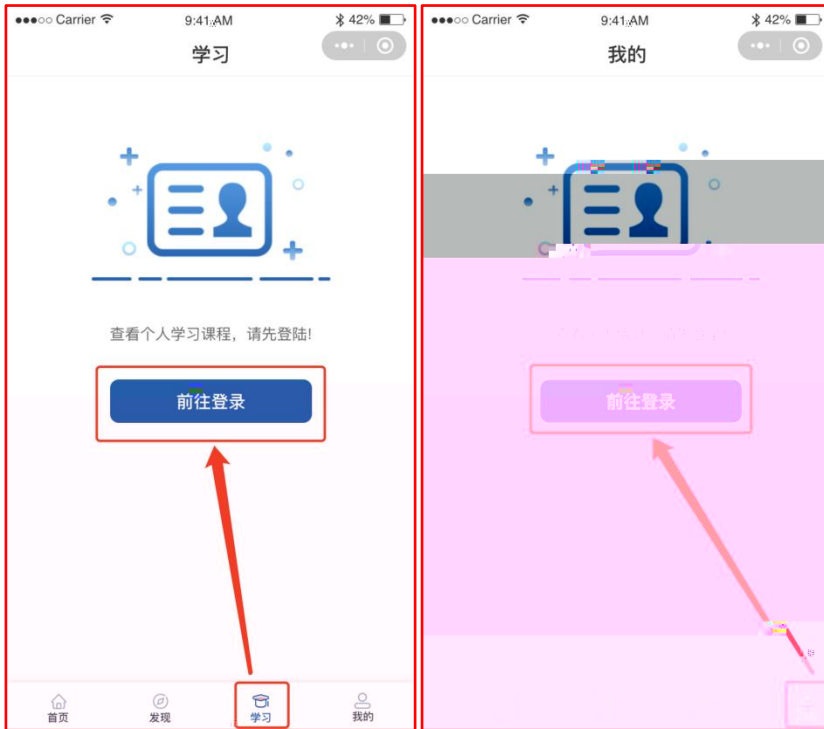 Carrier 9:41 AM 42%
学习
查看个人学习课程，请先登陆!
前往登录
首页 发现 学习 我的
Carrier 9:41 AM 42%
我的
前往登录